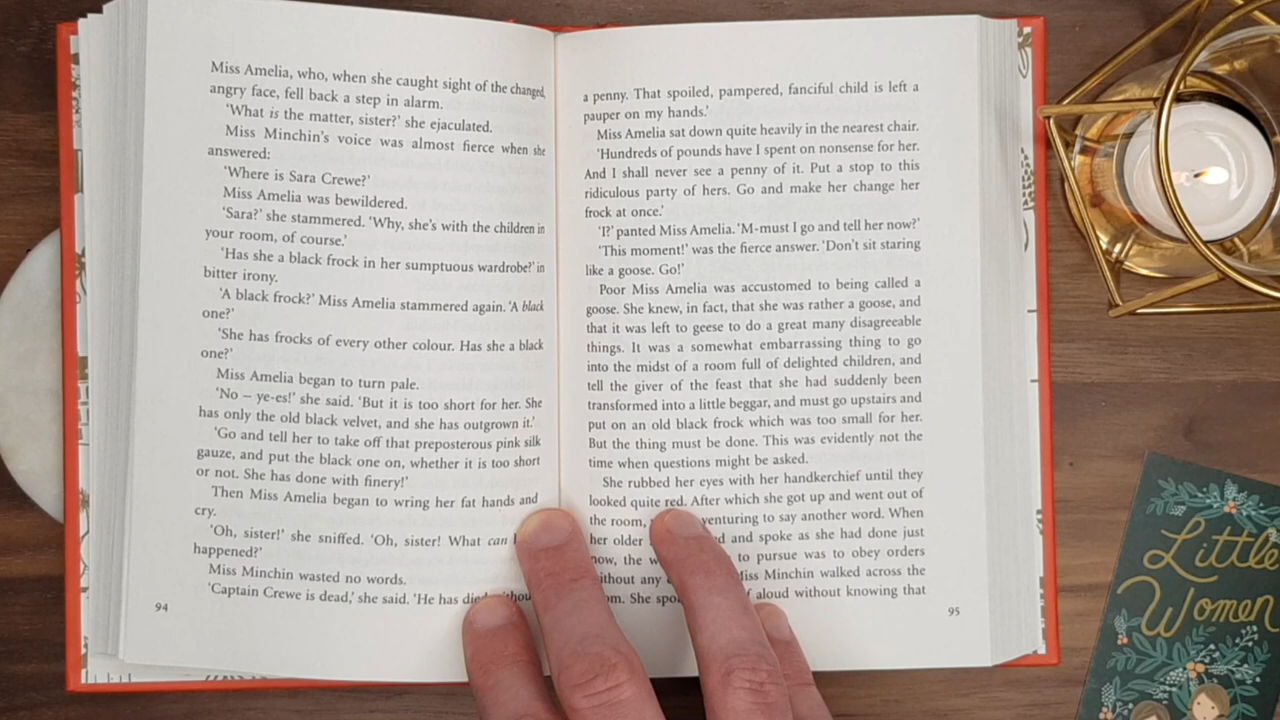 Miss Amelia, who, when she caught sight of the changed,
angry face, fell back a step in alarm.
‘What is the matter, sister?’ she ejaculated.
Miss Minchin’s voice was almost fierce when she
answered:
‘Where is Sara Crewe?’
Miss Amelia was bewildered.
‘Sara?’ she stammered. ‘Why, she’s with the children in
your room, of course.’
‘Has she a black frock in her sumptuous wardrobe?’ in
bitter irony.
‘A black frock?’ Miss Amelia stammered again. ‘A black
one?’
‘She has frocks of every other colour. Has she a black
one?’
Miss Amelia began to turn pale.
‘No – ye-es!’ she said. ‘But it is too short for her. She
has only the old black velvet, and she has outgrown it.’
‘Go and tell her to take off that preposterous pink silk
gauze, and put the black one on, whether it is too short
or not. She has done with finery!’
Then Miss Amelia began to wring her fat hands and
cry.
‘Oh, sister!’ she sniffed. ‘Oh, sister! What can
happened?’
Miss Minchin wasted no words.
‘Captain Crewe is dead,’ she said. ‘He has died
94
a penny. That spoiled, pampered, fanciful child is left a
pauper on my hands.’
Miss Amelia sat down quite heavily in the nearest chair.
‘Hundreds of pounds have I spent on nonsense for her.
And I shall never see a penny of it. Put a stop to this
ridiculous party of hers. Go and make her change her
frock at once.’
‘I?’ panted Miss Amelia. ‘M-must I go and tell her now?’
‘This moment!’ was the fierce answer. ‘Don’t sit staring
like a goose. Go!’
Poor Miss Amelia was accustomed to being called a
goose. She knew, in fact, that she was rather a goose, and
that it was left to geese to do a great many disagreeable
things. It was a somewhat embarrassing thing to go
into the midst of a room full of delighted children, and
tell the giver of the feast that she had suddenly been
transformed into a little beggar, and must go upstairs and
put on an old black frock which was too small for her.
But the thing must be done. This was evidently not the
time when questions might be asked.
She rubbed her eyes with her handkerchief until they
looked quite red. After which she got up and went out of
the room, venturing to say another word. When
her older and spoke as she had done just
now, the to pursue was to obey orders
without any Miss Minchin walked across the
She aloud without knowing that
95
Little
Women